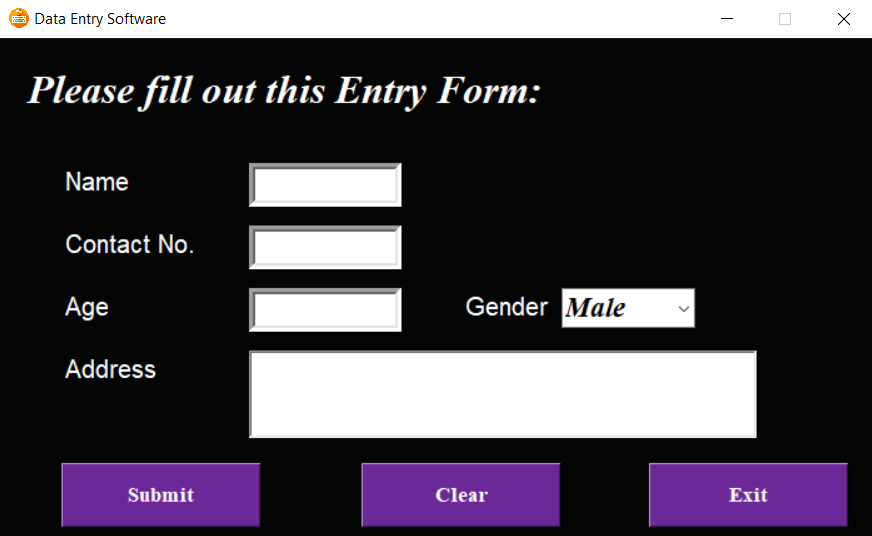 Data Entry Software
Please fill out this Entry Form:
Name
Contact No.
Age
Gender Male
Address
Submit Clear Exit